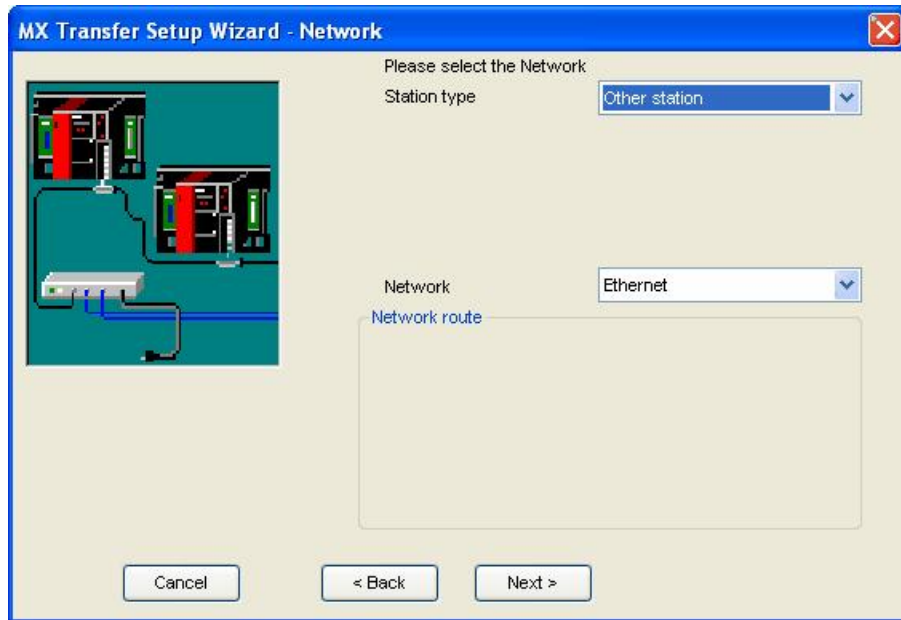 MX Transfer Setup Wizard - Network
Please select the Network
Station type
Other station
Network
Ethernet
Network route
Cancel
< Back
Next >